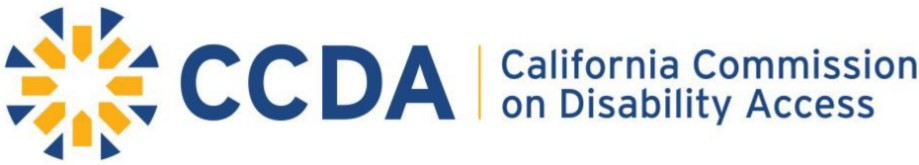 CCDA
California Commission
on Disability Access